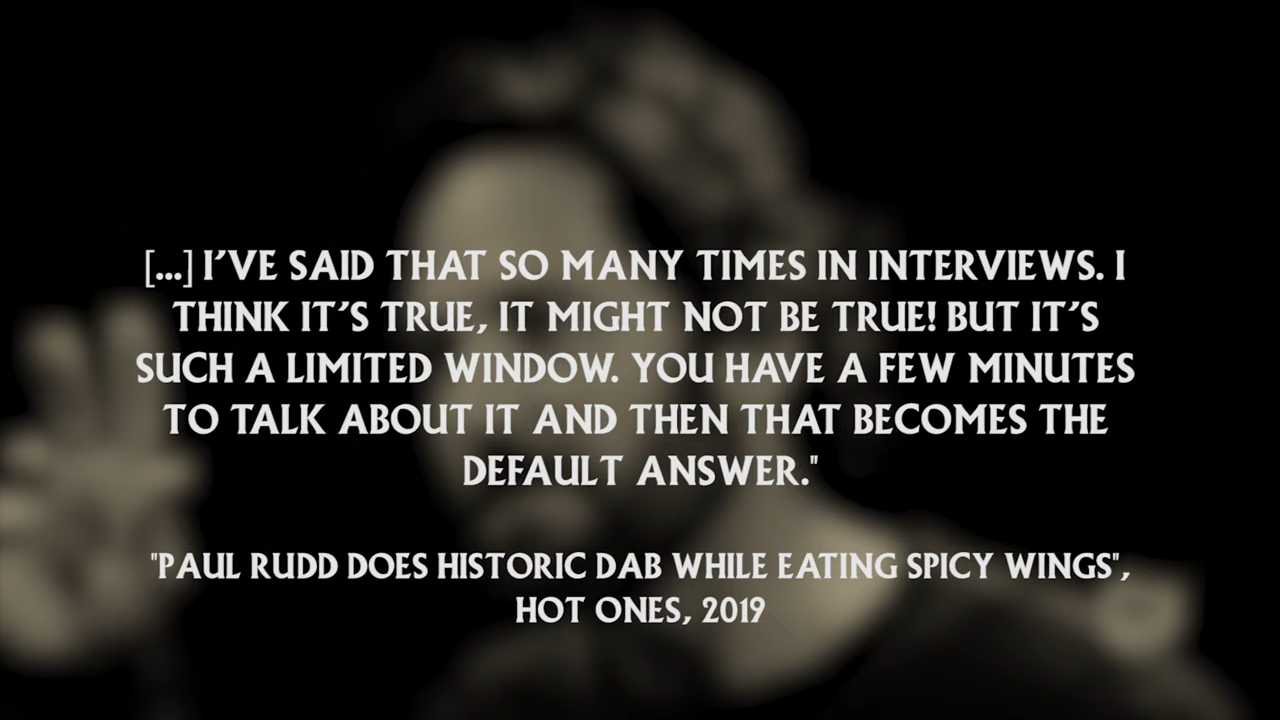 [...] I'VE SAID THAT SO MANY TIMES IN INTERVIEWS. I
THINK IT'S TRUE, IT MIGHT NOT BE TRUE! BUT IT'S
SUCH A LIMITED WINDOW. YOU HAVE A FEW MINUTES
TO TALK ABOUT IT AND THEN THAT BECOMES THE
DEFAULT ANSWER."
"PAUL RUDD DOES HISTORIC DAB WHILE EATING SPICY WINGS",
HOT ONES, 2019